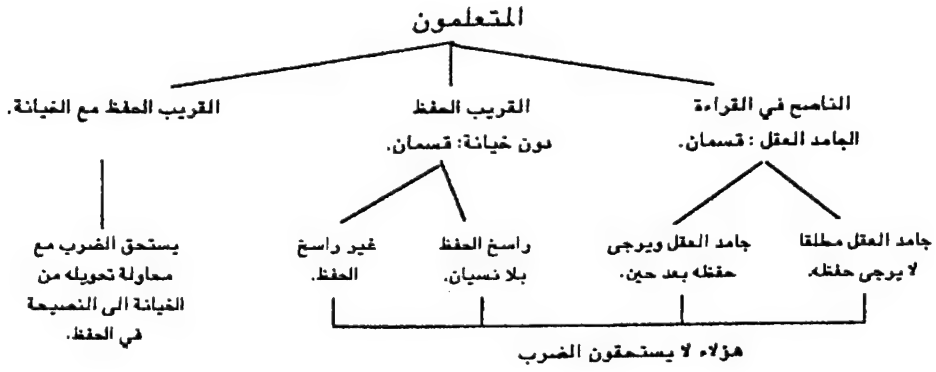 المتعلمون
الناصح في القراءة
الجامد العقل : قسمان.
القريب الحفظ
دون خيانة: قسمان.
القريب الحفظ مع الخيانة.
جامد العقل مطلقا
لا يرجى حفظه.
جامد العقل ويرجى
حفظه بعد حين.
راسخ الحفظ
بلا نسيان.
غير راسخ
الحفظ.
يستحق الضرب مع
محاولة تحويله من
الخيانة الى النصيحة
في الحفظ.
هؤلاء لا يستحقون الضرب